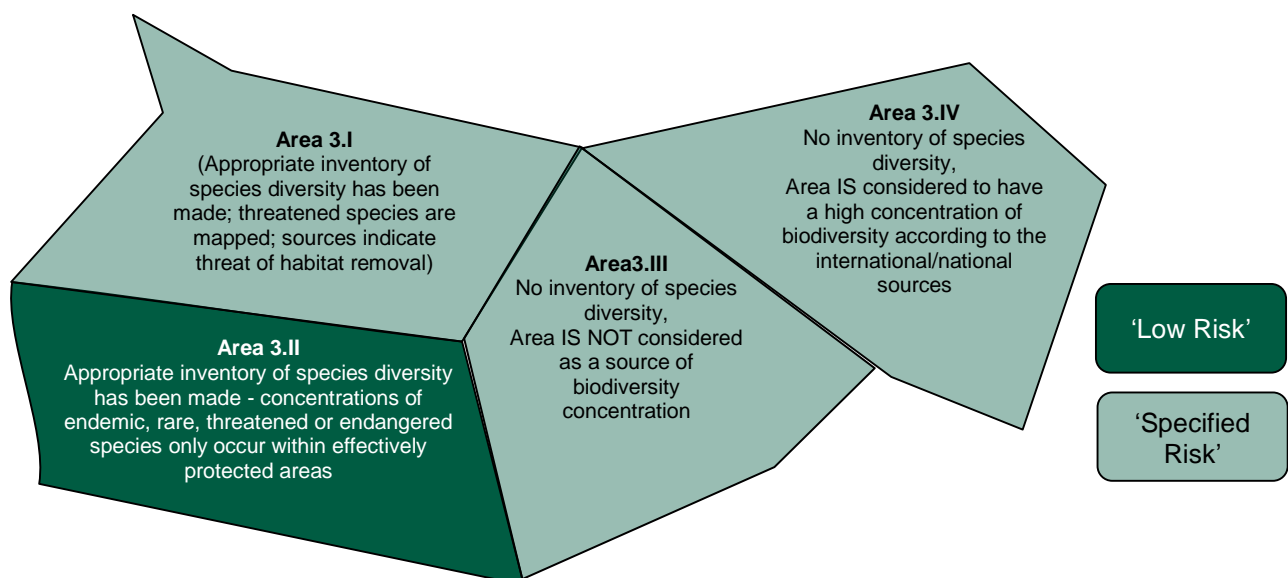 Area 3.I
(Appropriate inventory of
species diversity has been
made; threatened species are
mapped; sources indicate
threat of habitat removal)
Area 3.II
Appropriate inventory of species diversity
has been made - concentrations of
endemic, rare, threatened or endangered
species only occur within effectively
protected areas
Area3.III
No inventory of species
diversity,
Area IS NOT considered
as a source of
biodiversity
concentration
Area 3.IV
No inventory of species
diversity,
Area IS considered to have
a high concentration of
biodiversity according to the
international/national
sources
‘Low Risk’
‘Specified
Risk’